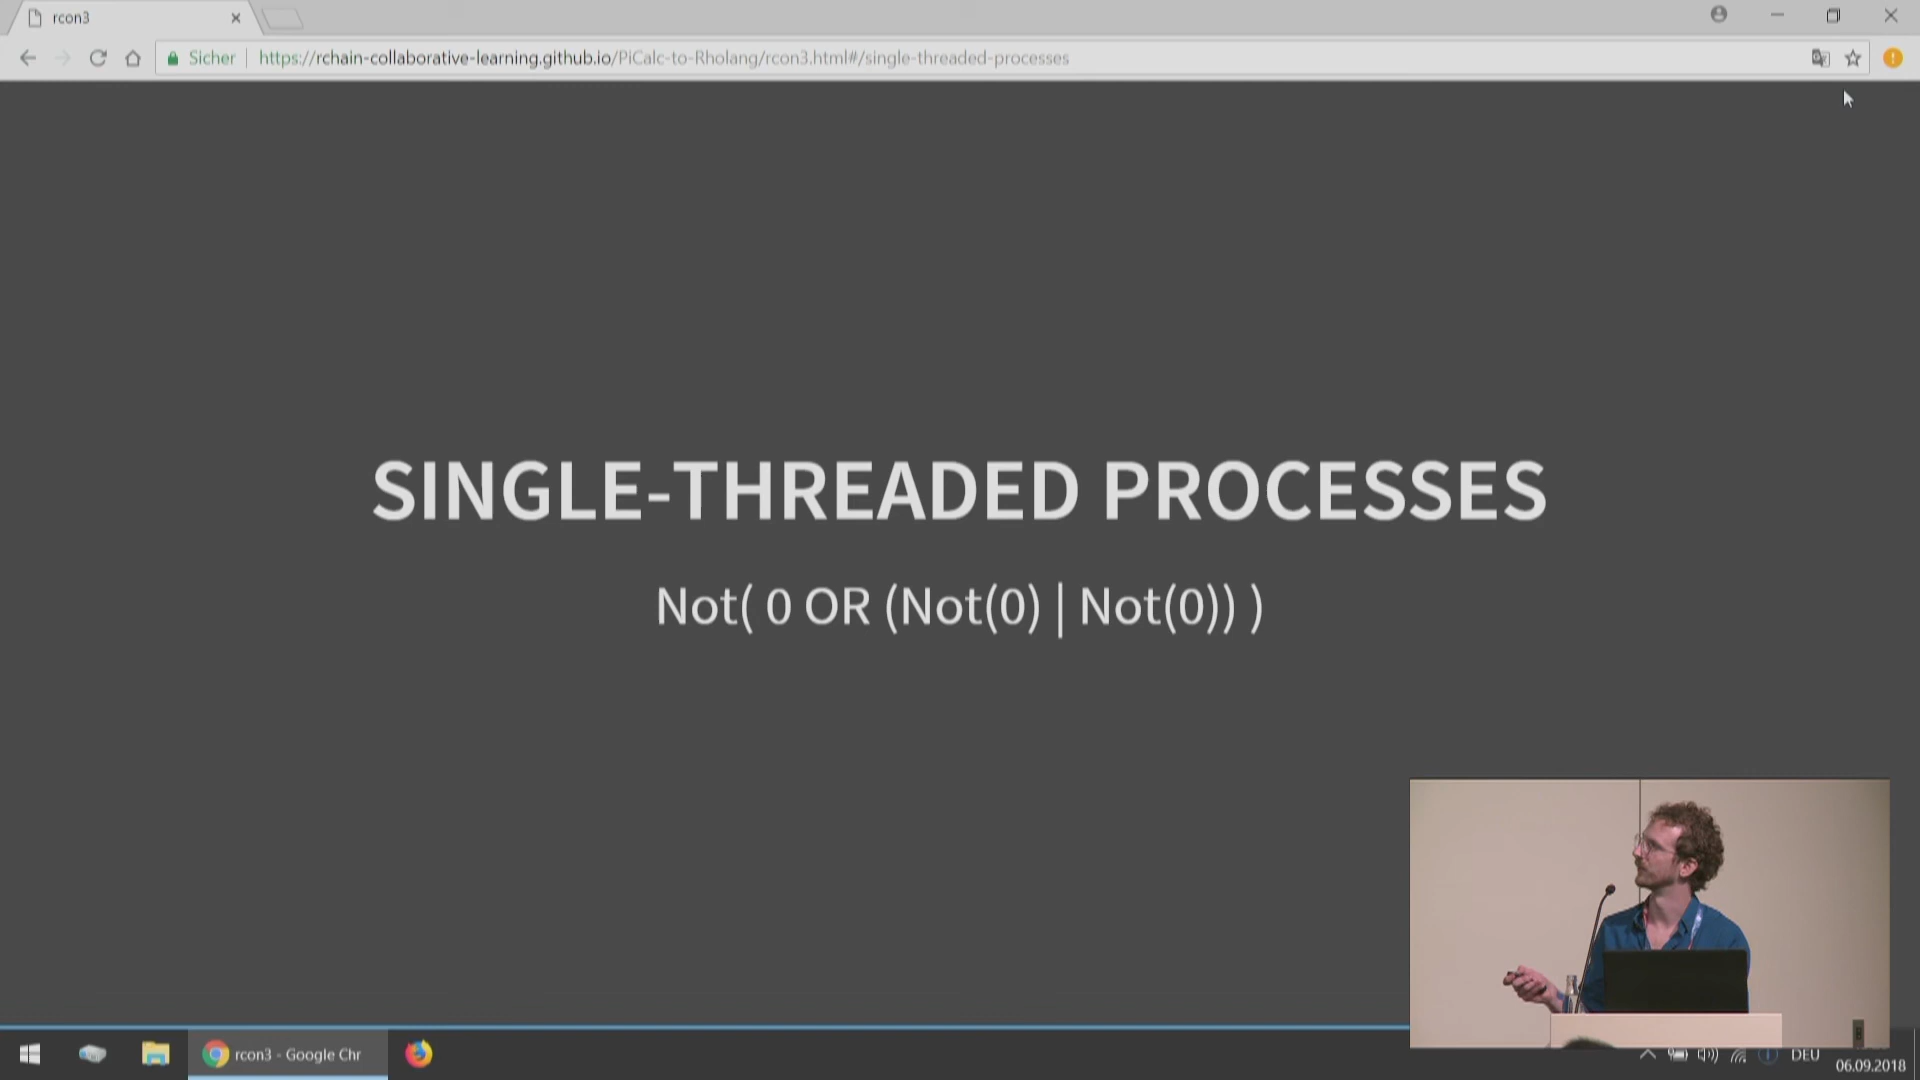 rcon3
Sicher https://rchain-collaborative-learning.github.io/PiCalc-to-Rholang/rcon3.html#/single-threaded-processes
SINGLE-THREADED PROCESSES
Not( 0 OR (Not(0) | Not(0)) )
rcon3 - Google Chr
DEU
06.09.2018